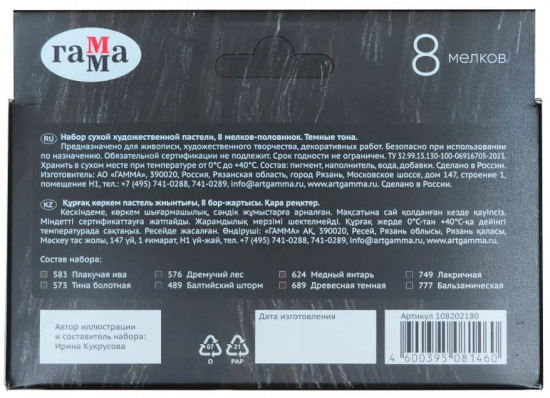 гамма
8 мелков
RU Набор сухой художественной пастели, 8 мелков-половинок. Темные тона.
Предназначено для живописи, художественного творчества, декоративных работ. Безопасно при использовании
по назначению. Обязательной сертификации не подлежит. Срок годности не ограничен. ТУ 32.99.15.130-100-06916705-2023.
Хранить в сухом месте при температуре от 0°С до +40°С. Состав: пигмент, наполнитель, вода, добавки. Сделано в России.
Изготовитель: АО «ГАММА», 390020, Россия, Рязанская область, город Рязань, Московское шоссе, дом 147, строение 1,
помещение Н1, тел.: +7 (495) 741-0288, 741-0289, info@artgamma.ru www.artgamma.ru Сделано в России.
KZ Құрғақ көркем пастель жиынтығы, 8 бор-жартысы. Қара реңктер.
Кескіндеме, көркем шығармашылық, сәндік жұмыстарға арналған. Мақсатына сай қолданған кезде қауіпсіз.
Міндетті сертификаттауға жатпайды. Жарамдылық мерзімі шектелмеген. Құрғақ жерде 0°С-тан +40°С-қа дейінгі
температурада сақтаңыз. Ресейде жасалған. Өндіруші: «ГАММА» АҚ, 390020, Ресей, Рязань облысы, Рязань қаласы,
Маскеу тас жолы, 147 үй, 1 ғимарат, Н1 үй-жай, тел. +7 (495) 741-0288, 741-0289, info@artgamma.ru www.artgamma.ru
Состав набора:
583 Плакучая ива 576 Дремучий лес 624 Медный янтарь 749 Лакричная
573 Тина болотная 489 Балтийский шторм 689 Древесная темная 777 Бальзамическая
Автор иллюстрации
и составитель набора:
Ирина Кукрусова
07
O
21
PAP
Дата изготовления
Артикул 108202180
4 600395 081460